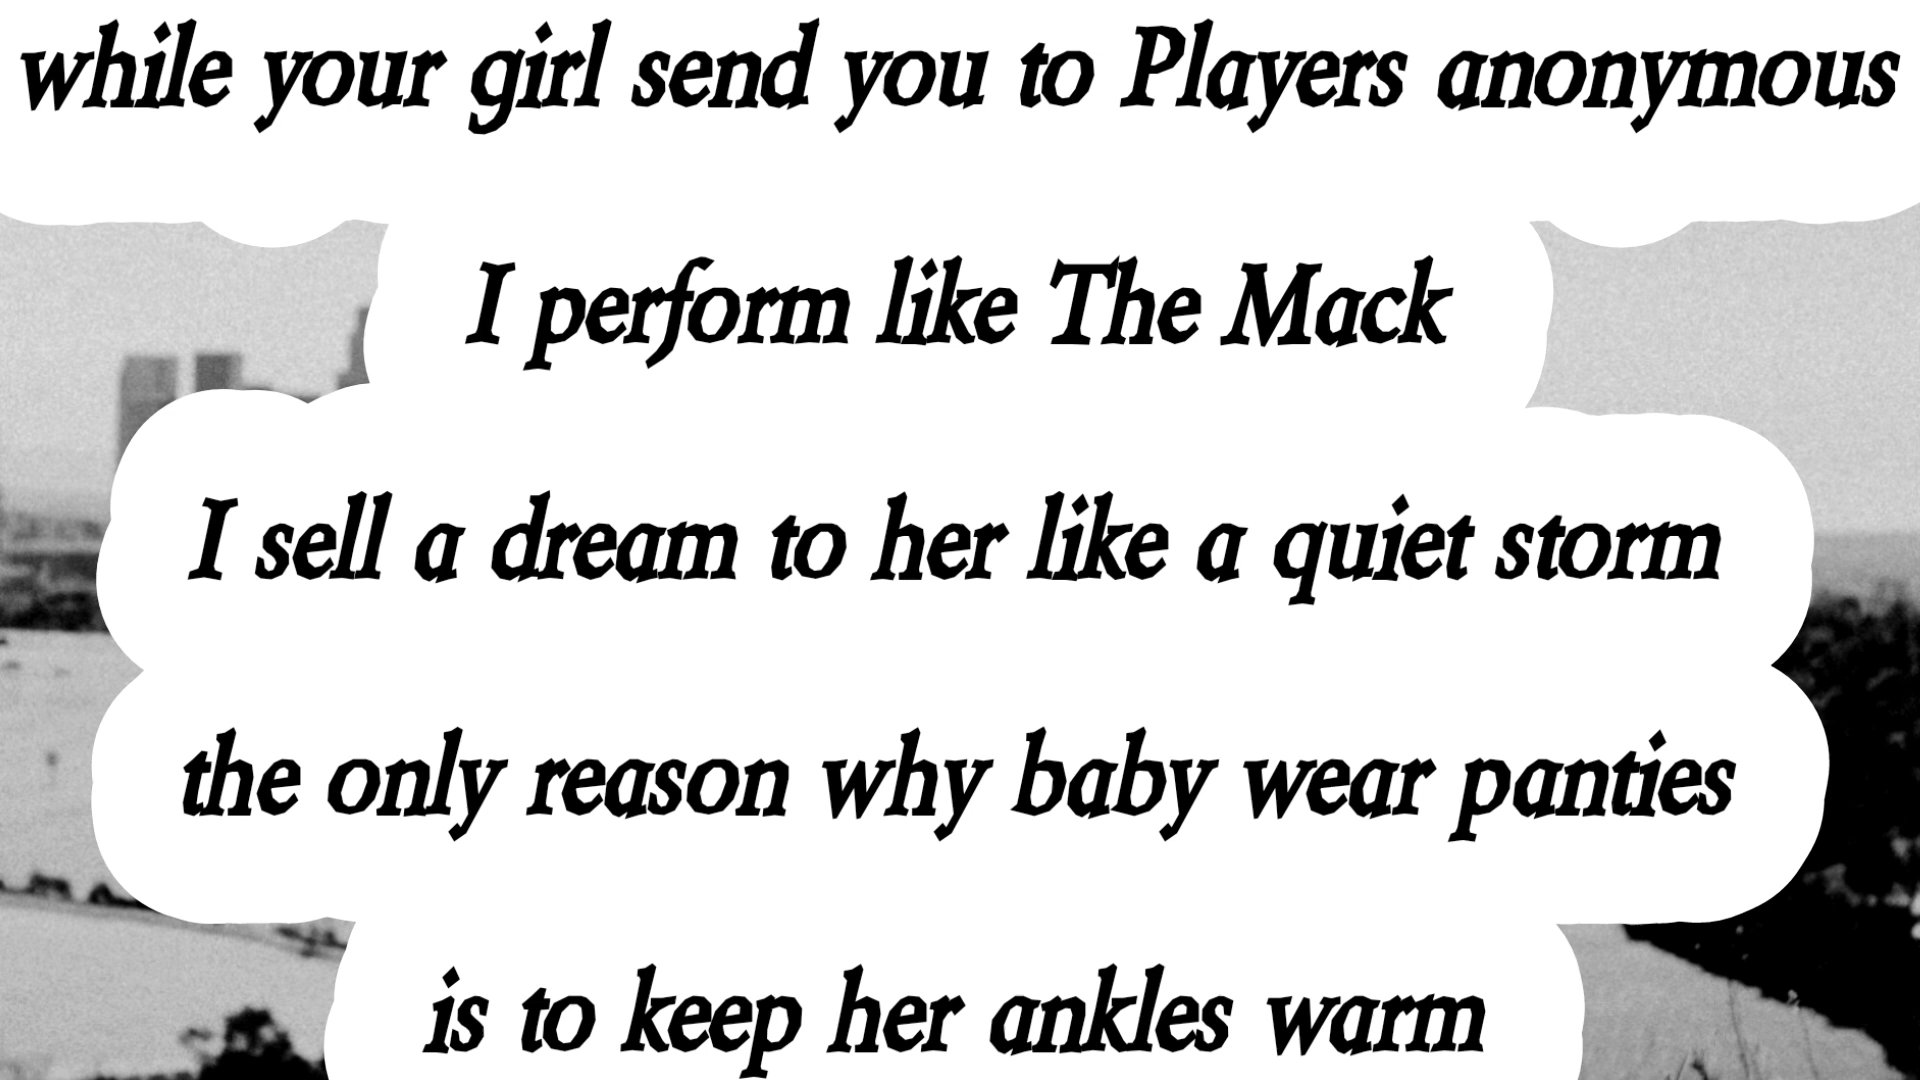 while your girl send you to Players anonymous
I perform like The Mack
I sell a dream to her like a quiet storm
the only reason why baby wear panties
is to keep her ankles warm